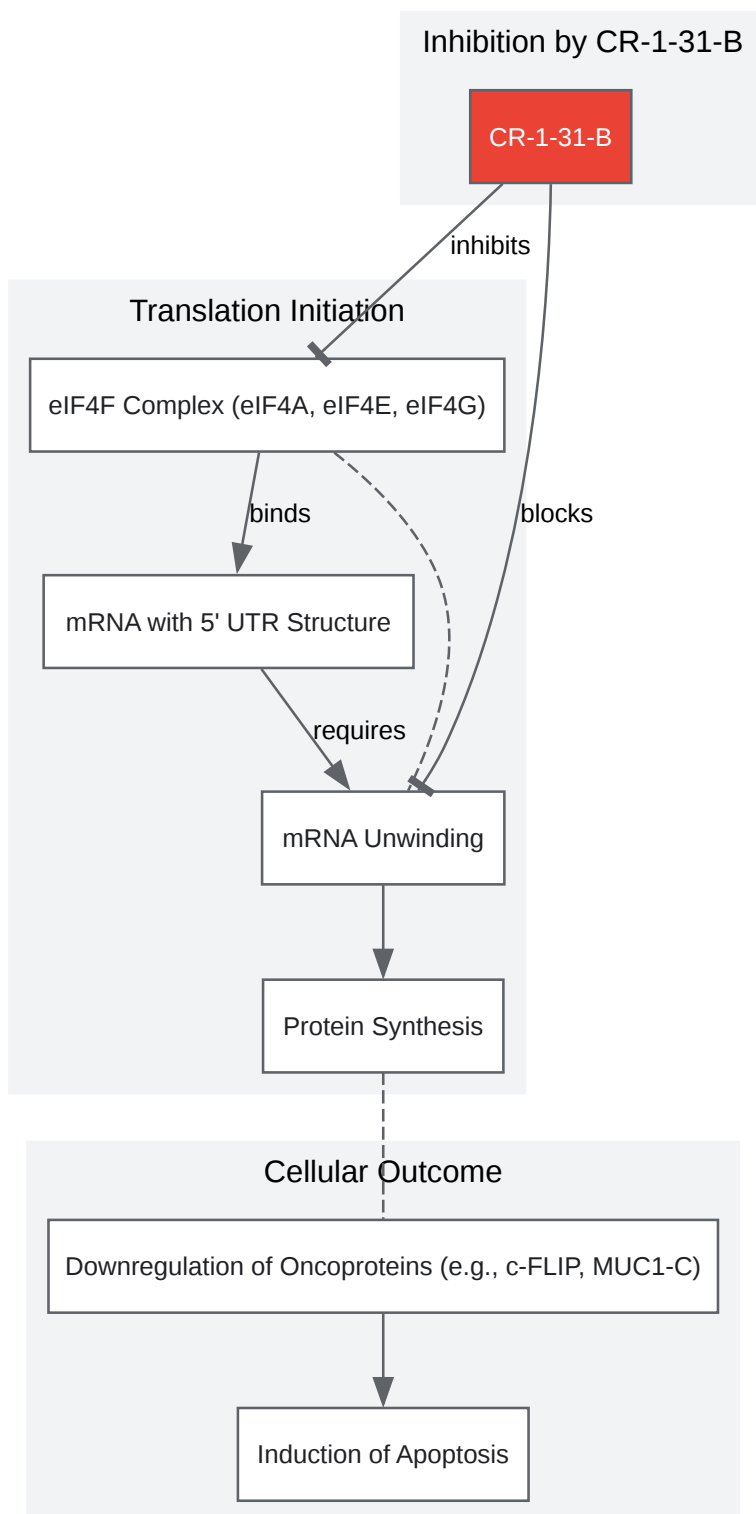 Inhibition by CR-1-31-B
CR-1-31-B
inhibits
Translation Initiation
eIF4F Complex (eIF4A, eIF4E, eIF4G)
binds
blocks
mRNA with 5' UTR Structure
requires
mRNA Unwinding
Protein Synthesis
Cellular Outcome
Downregulation of Oncoproteins (e.g., c-FLIP, MUC1-C)
Induction of Apoptosis